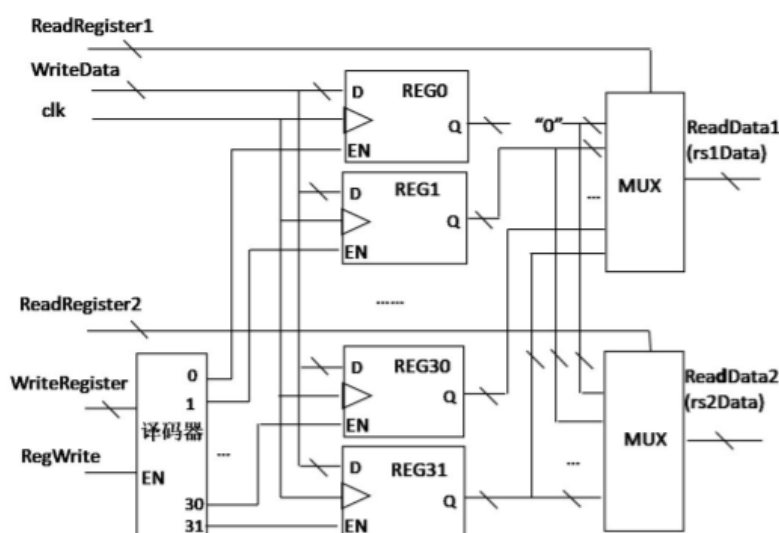 ReadRegister1
WriteData
clk
D REG0
Q
EN
"0"
ReadData1
(rs1Data)
MUX
...
D REG1
Q
EN
......
ReadRegister2
WriteRegister
RegWrite
0
1
译码器
...
EN
30
31
D REG30
Q
EN
D REG31
Q
EN
ReadData2
(rs2Data)
MUX
...